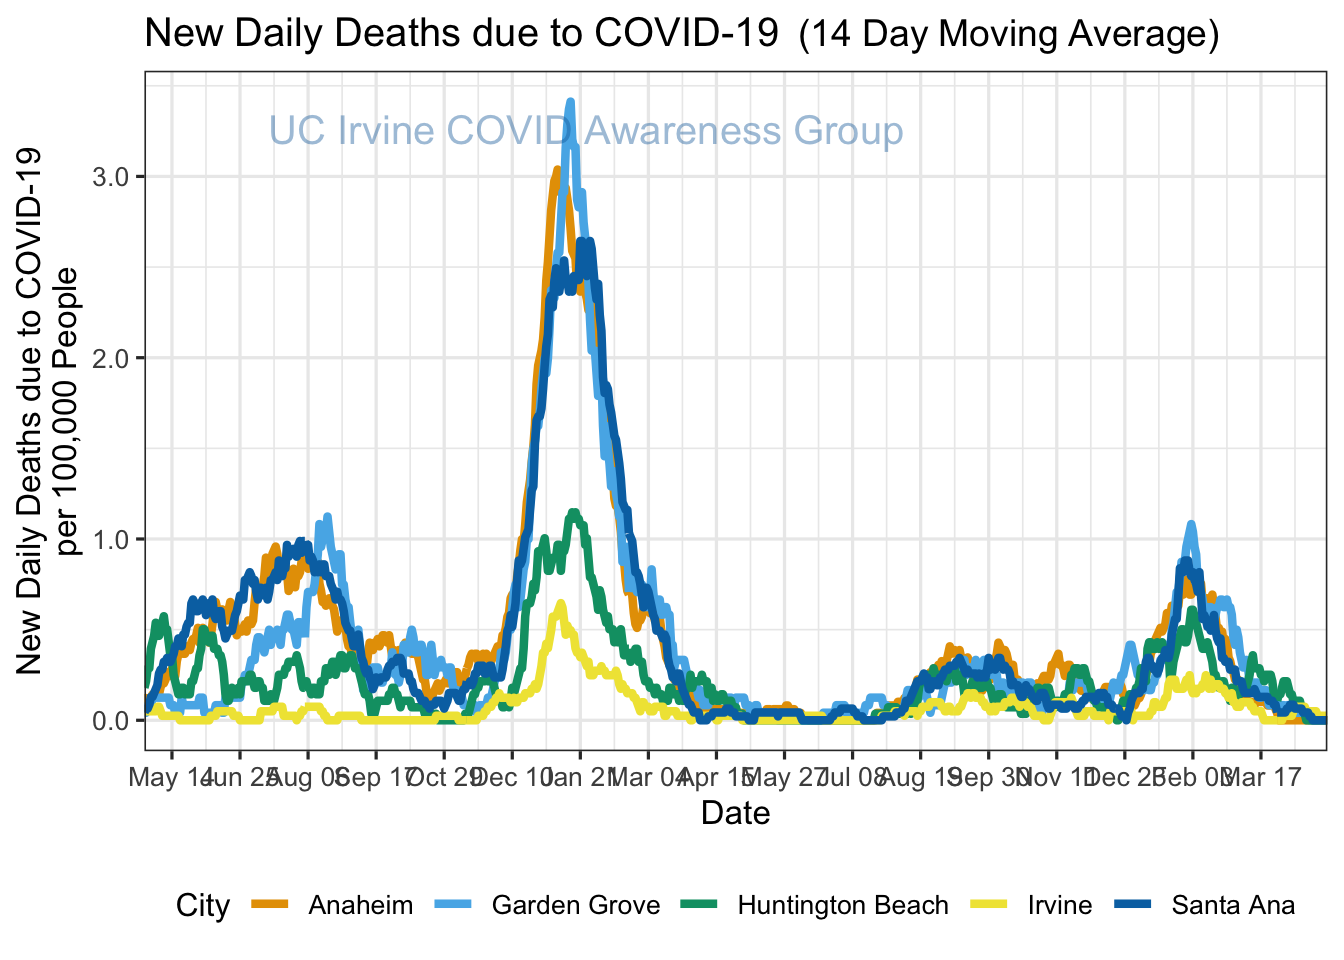 New Daily Deaths due to COVID-19 (14 Day Moving Average)
UC Irvine COVID Awareness Group
New Daily Deaths due to COVID-19
per 100,000 People
3.0
2.0
1.0
0.0
May 14 Jun 25 Aug 06 Sep 17 Oct 29 Dec 10 Jan 21 Mar 04 Apr 15 May 27 Jul 08 Aug 19 Sep 30 Nov 11 Dec 23 Feb 03 Mar 17
Date
City Anaheim Garden Grove Huntington Beach Irvine Santa Ana